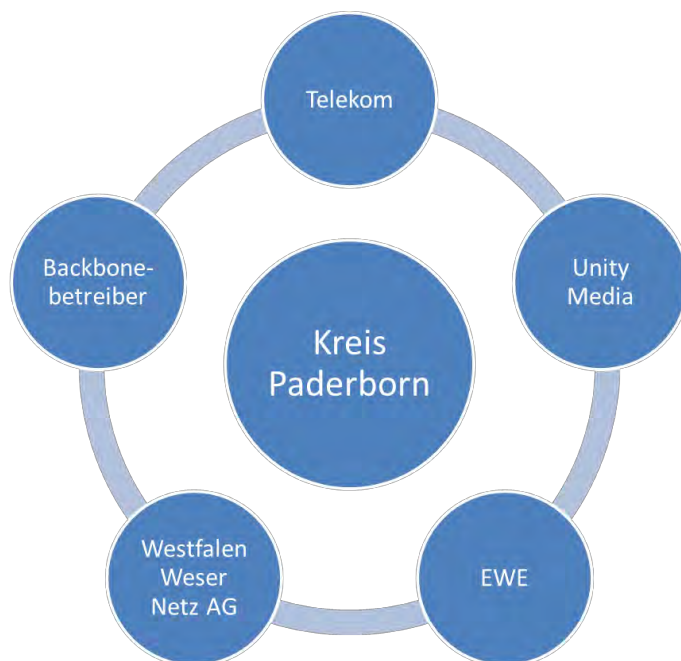 Telekom
Unity
Media
EWE
Westfalen
Weser
Netz AG
Backbone-
betreiber
Kreis
Paderborn